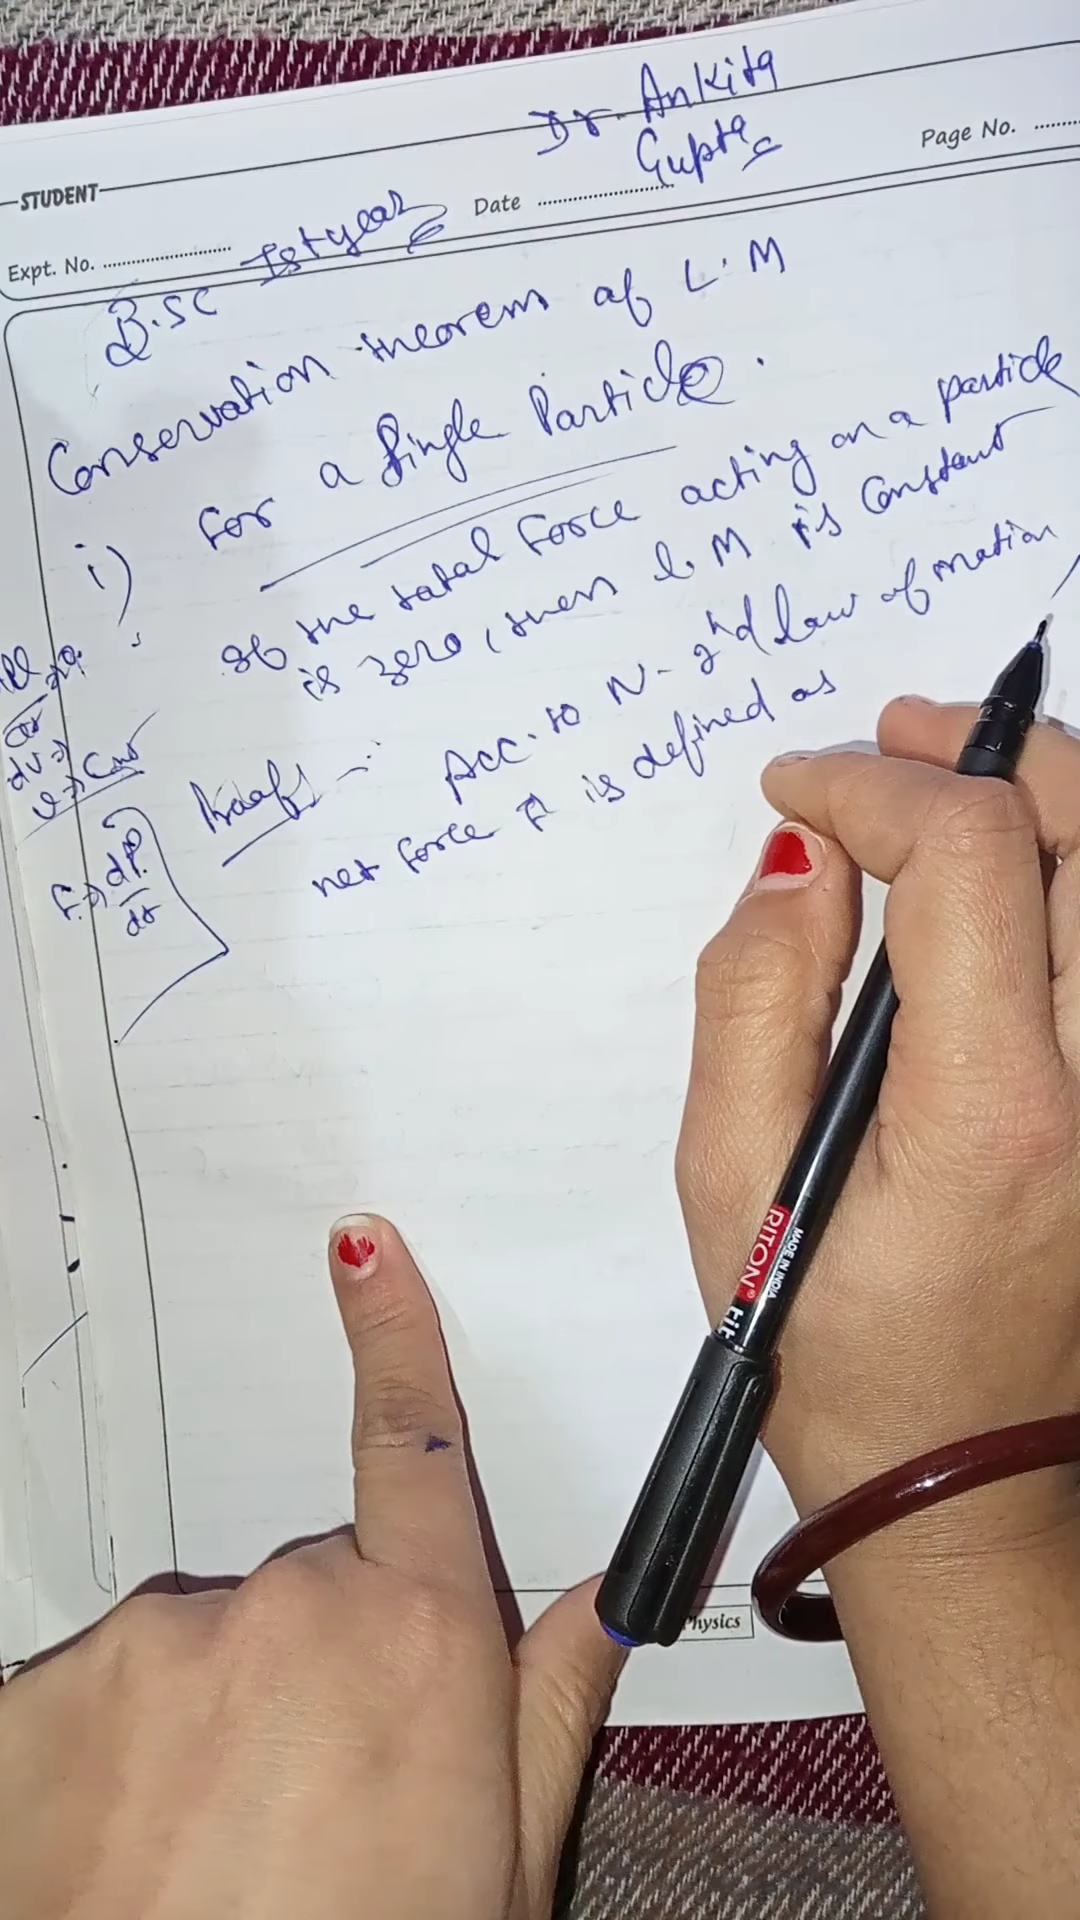 Dr. Ankita
Gupta
STUDENT
Page No. ........
Date ....................
Expt. No. ....................
B.SC Ist year
Conservation theorem of L.M
for a Single Particle.
i)
If the total Force acting on a particle
is zero, then L.M is Constant
Proof :-
Acc. to N- 2nd law of motion
net force F is defined as
dv ⇒
v ⇒ Const
F ⇒ dp
dt
RITON®
MADE IN INDIA
Physics